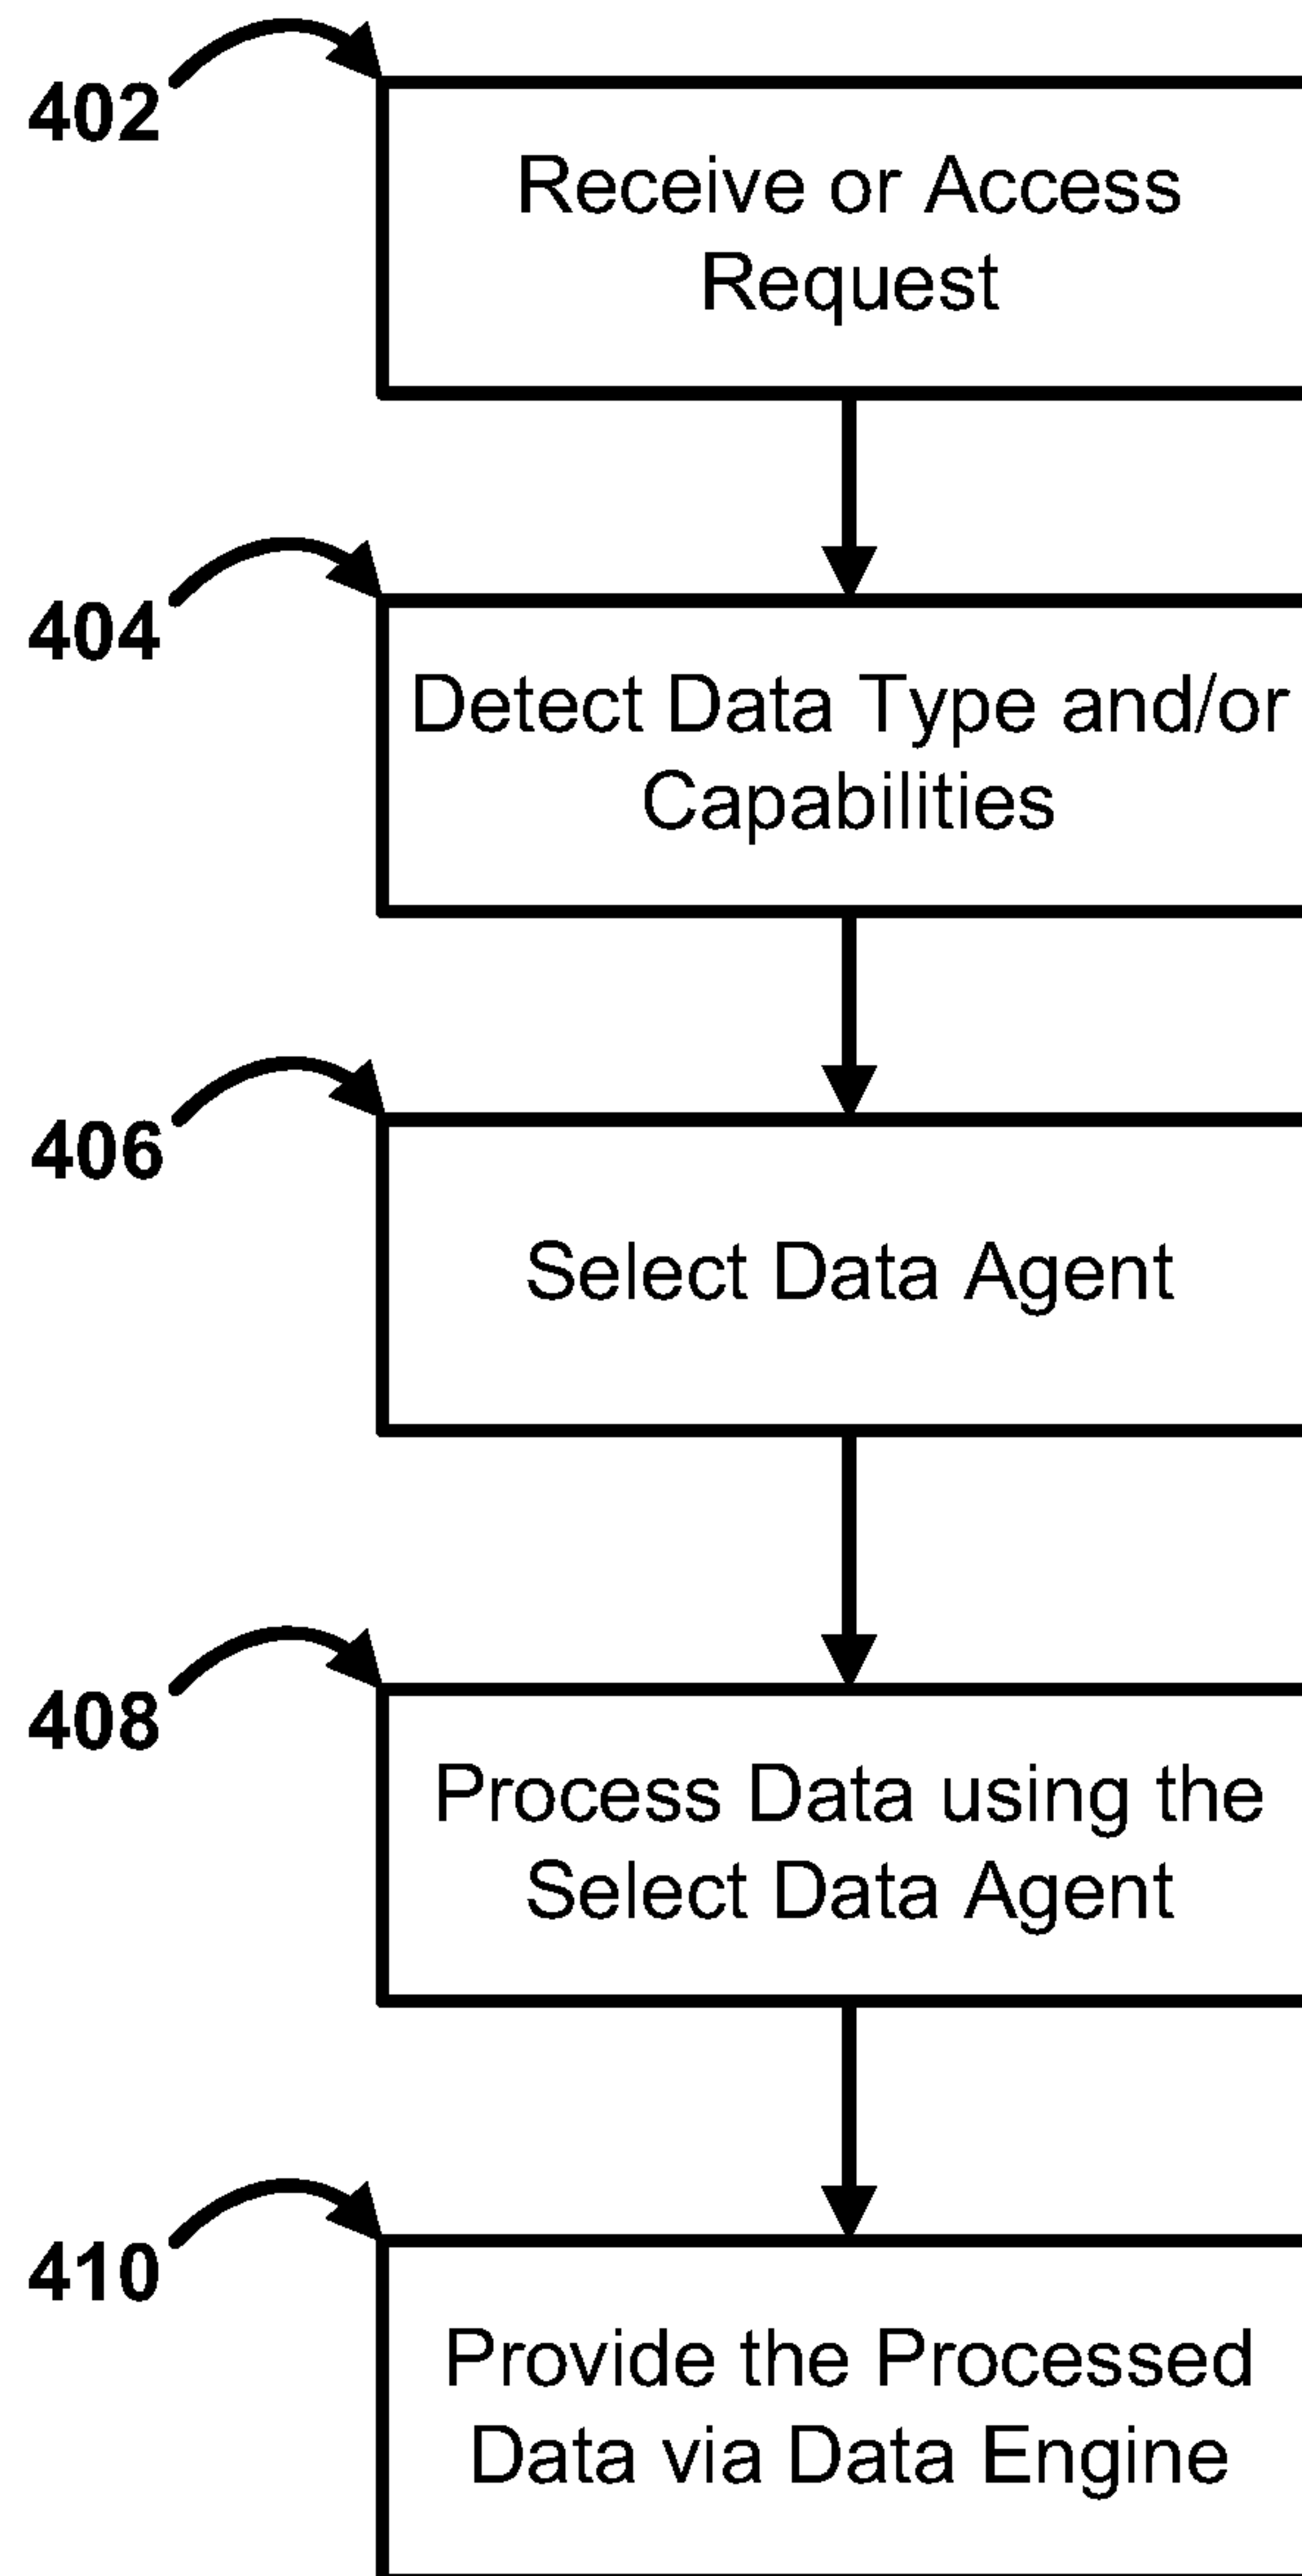 402
Receive or Access
Request
404
Detect Data Type and/or
Capabilities
406
Select Data Agent
408
Process Data using the
Select Data Agent
410
Provide the Processed
Data via Data Engine